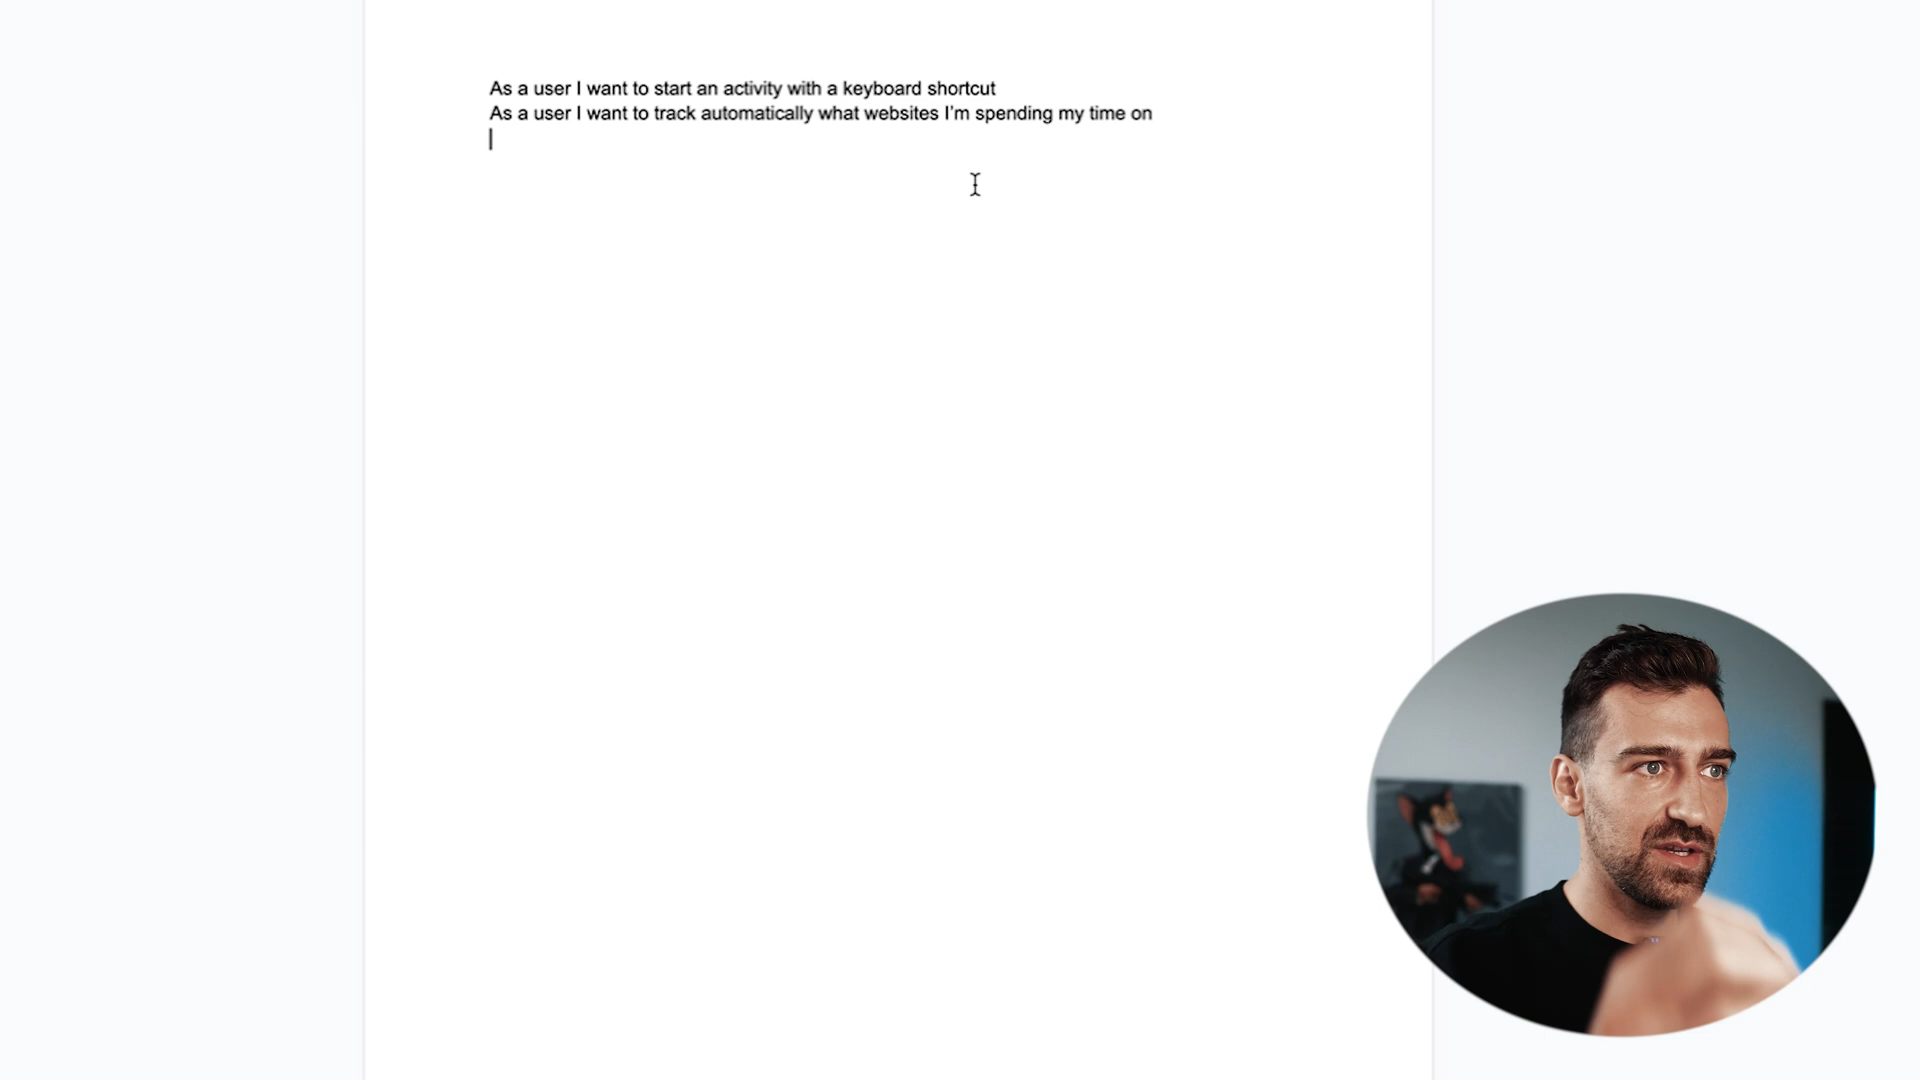 As a user I want to start an activity with a keyboard shortcut
As a user I want to track automatically what websites I'm spending my time on